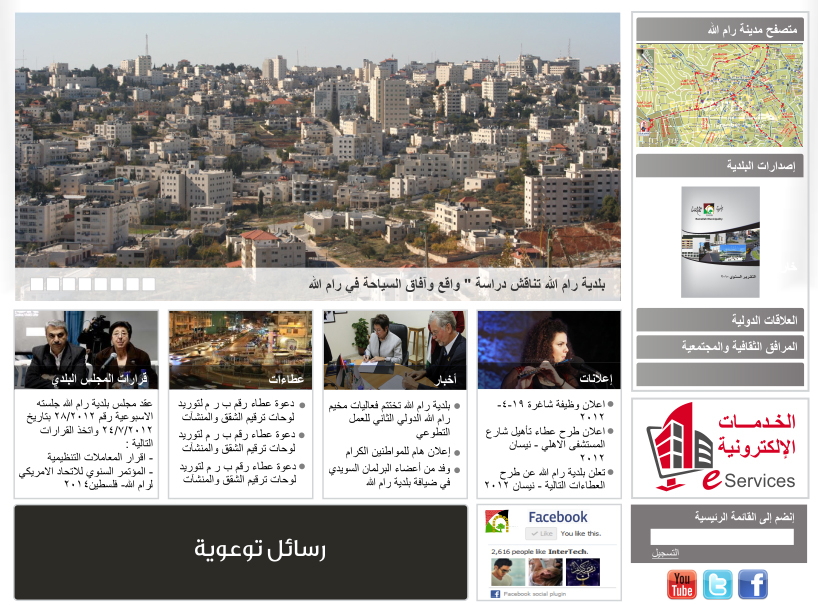 متصفح مدينة رام الله
إصدارات البلدية
العلاقات الدولية
المرافق الثقافية والمجتمعية
بلدية رام الله تناقش دراسة " واقع وآفاق السياحة في رام الله
إعلانات
اعلان وظيفة شاغرة ١٩-٤-
٢٠١٢
اعلان طرح عطاء تأهيل شارع
المستشفى الاهلي - نيسان
٢٠١٢
تعلن بلدية رام الله عن طرح
العطاءات التالية - نيسان ٢٠١٢
أخبار
بلدية رام الله تختتم فعاليات مخيم
رام الله الدولي الثاني للعمل
التطوعي
إعلان هام للمواطنين الكرام
وفد من أعضاء البرلمان السويدي
في ضيافة بلدية رام الله
عطاءات
دعوة عطاء رقم ب ر م لتوريد
لوحات ترقيم الشقق والمنشآت
دعوة عطاء رقم ب ر م لتوريد
لوحات ترقيم الشقق والمنشآت
دعوة عطاء رقم ب ر م لتوريد
لوحات ترقيم الشقق والمنشآت
قرارات المجلس البلدي
عقد مجلس بلدية رام الله جلسته
الاسبوعية رقم ٢٨/٢٠١٢ بتاريخ
٢٤/٧/٢٠١٢ واتخذ القرارات
التالية :
- اقرار المعاملات التنظيمية
- المؤتمر السنوي للاتحاد الامريكي
لرام الله- فلسطين٢٠١٤
الخدمــات
الإلكترونية
eServices
إنضم إلى القائمة الرئيسية
التسجيل
رسائل توعوية
Facebook
Like
You like this.
2,616 people like InterTech.
Facebook social plugin
You
Tube